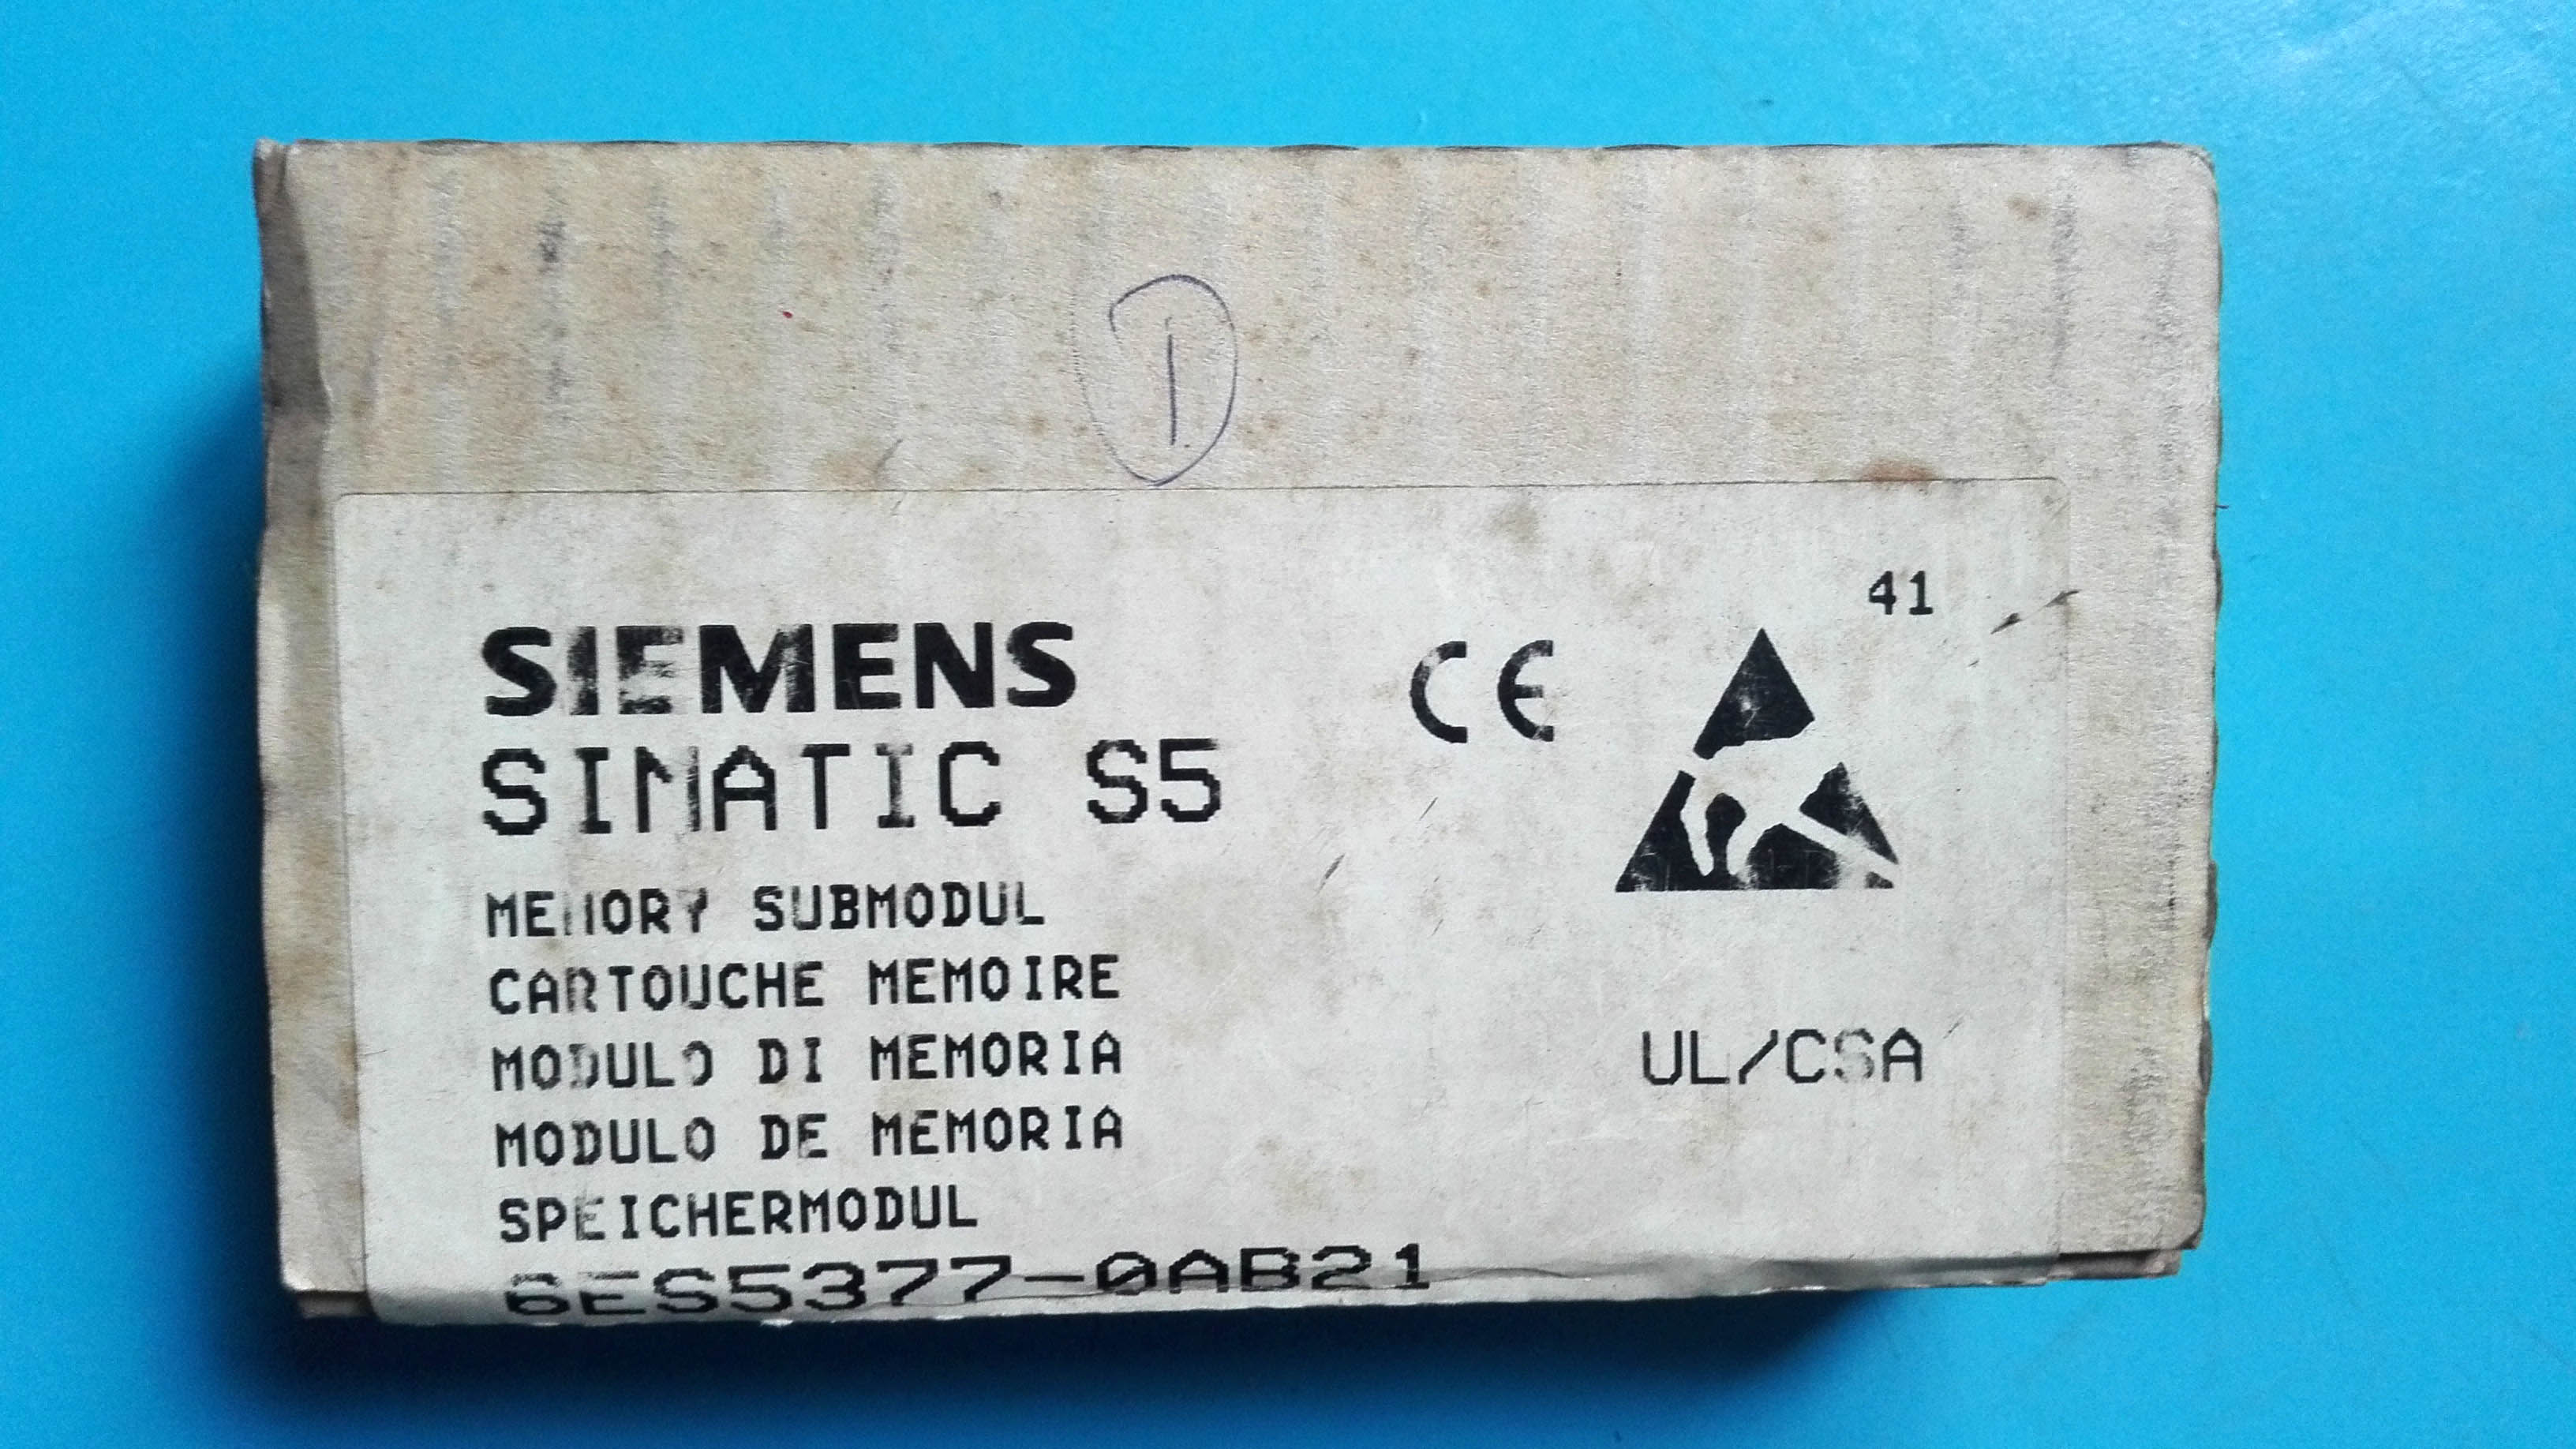 1
41
SIEMENS
CE
SIMATIC S5
MEMORY SUBMODUL
CARTOUCHE MEMOIRE
MODULO DI MEMORIA
UL/CSA
MODULO DE MEMORIA
SPEICHERMODUL
6ES5377-0AB21